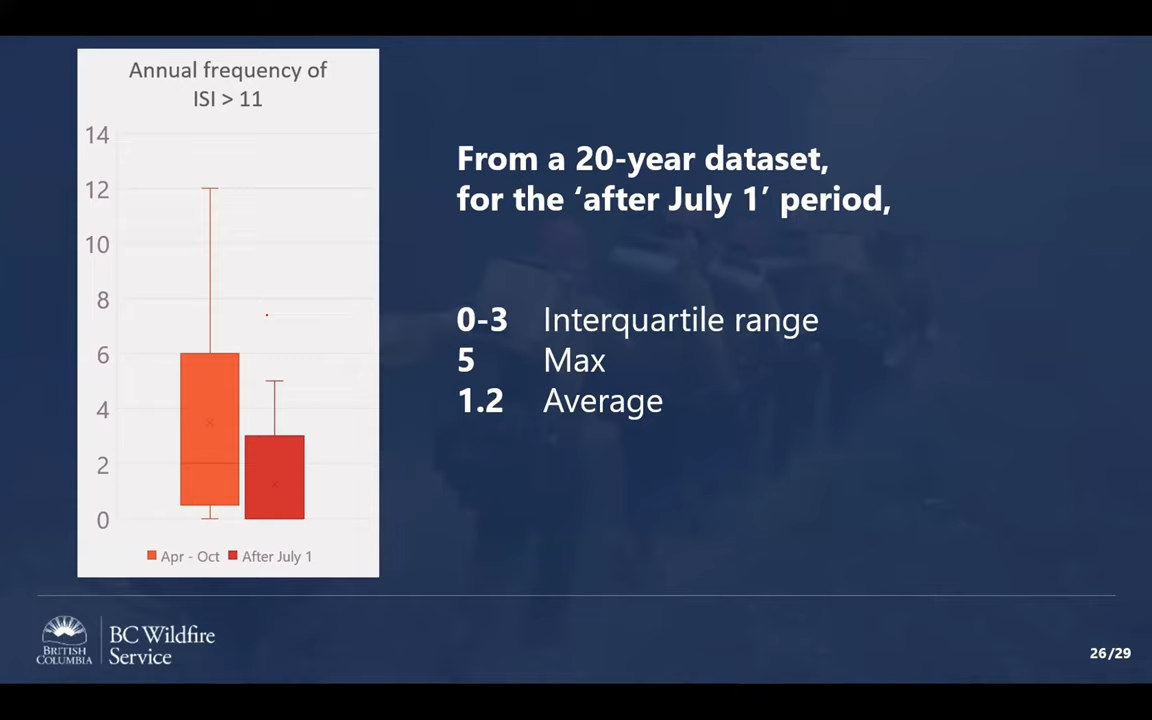 Annual frequency of
ISI > 11
14
12
10
8
6
4
2
0
Apr - Oct After July 1
From a 20-year dataset,
for the ‘after July 1’ period,
0-3 Interquartile range
5 Max
1.2 Average
BRITISH
COLUMBIA
BC Wildfire
Service
26/29